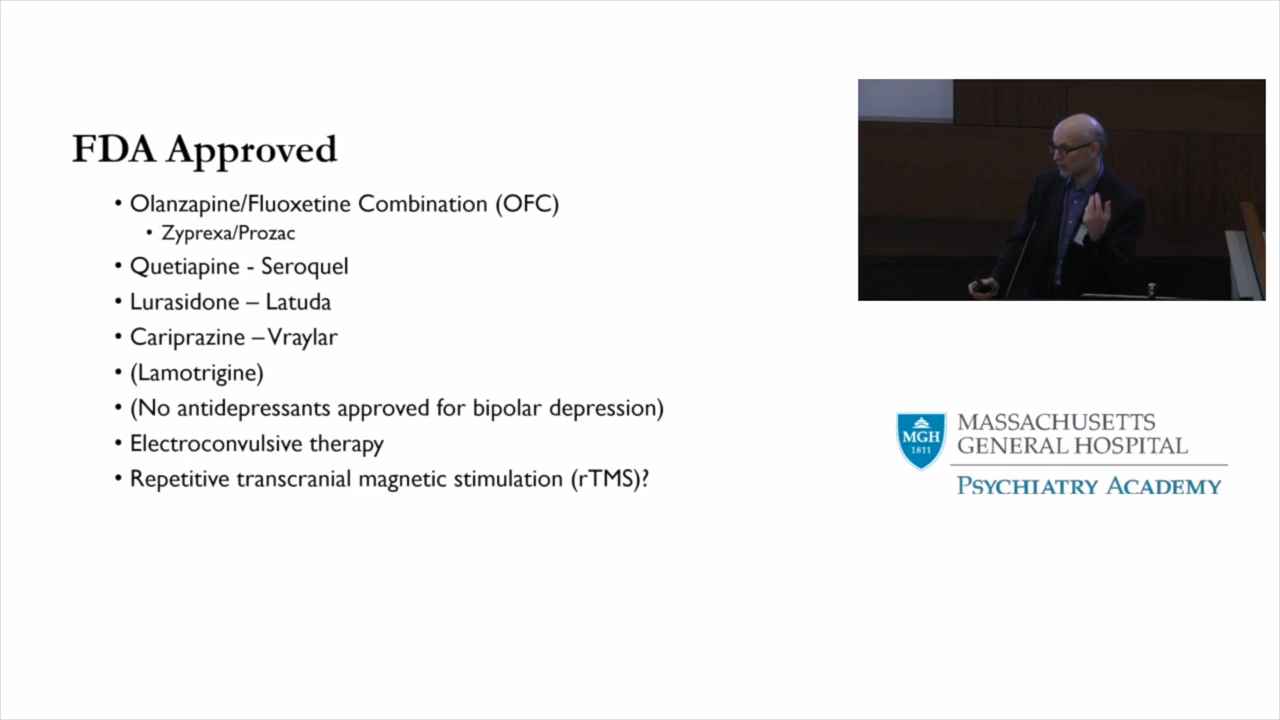 FDA Approved
• Olanzapine/Fluoxetine Combination (OFC)
• Zyprexa/Prozac
• Quetiapine - Seroquel
• Lurasidone – Latuda
• Cariprazine – Vraylar
• (Lamotrigine)
• (No antidepressants approved for bipolar depression)
• Electroconvulsive therapy
• Repetitive transcranial magnetic stimulation (rTMS)?
MGH
1811
MASSACHUSETTS
GENERAL HOSPITAL
PSYCHIATRY ACADEMY